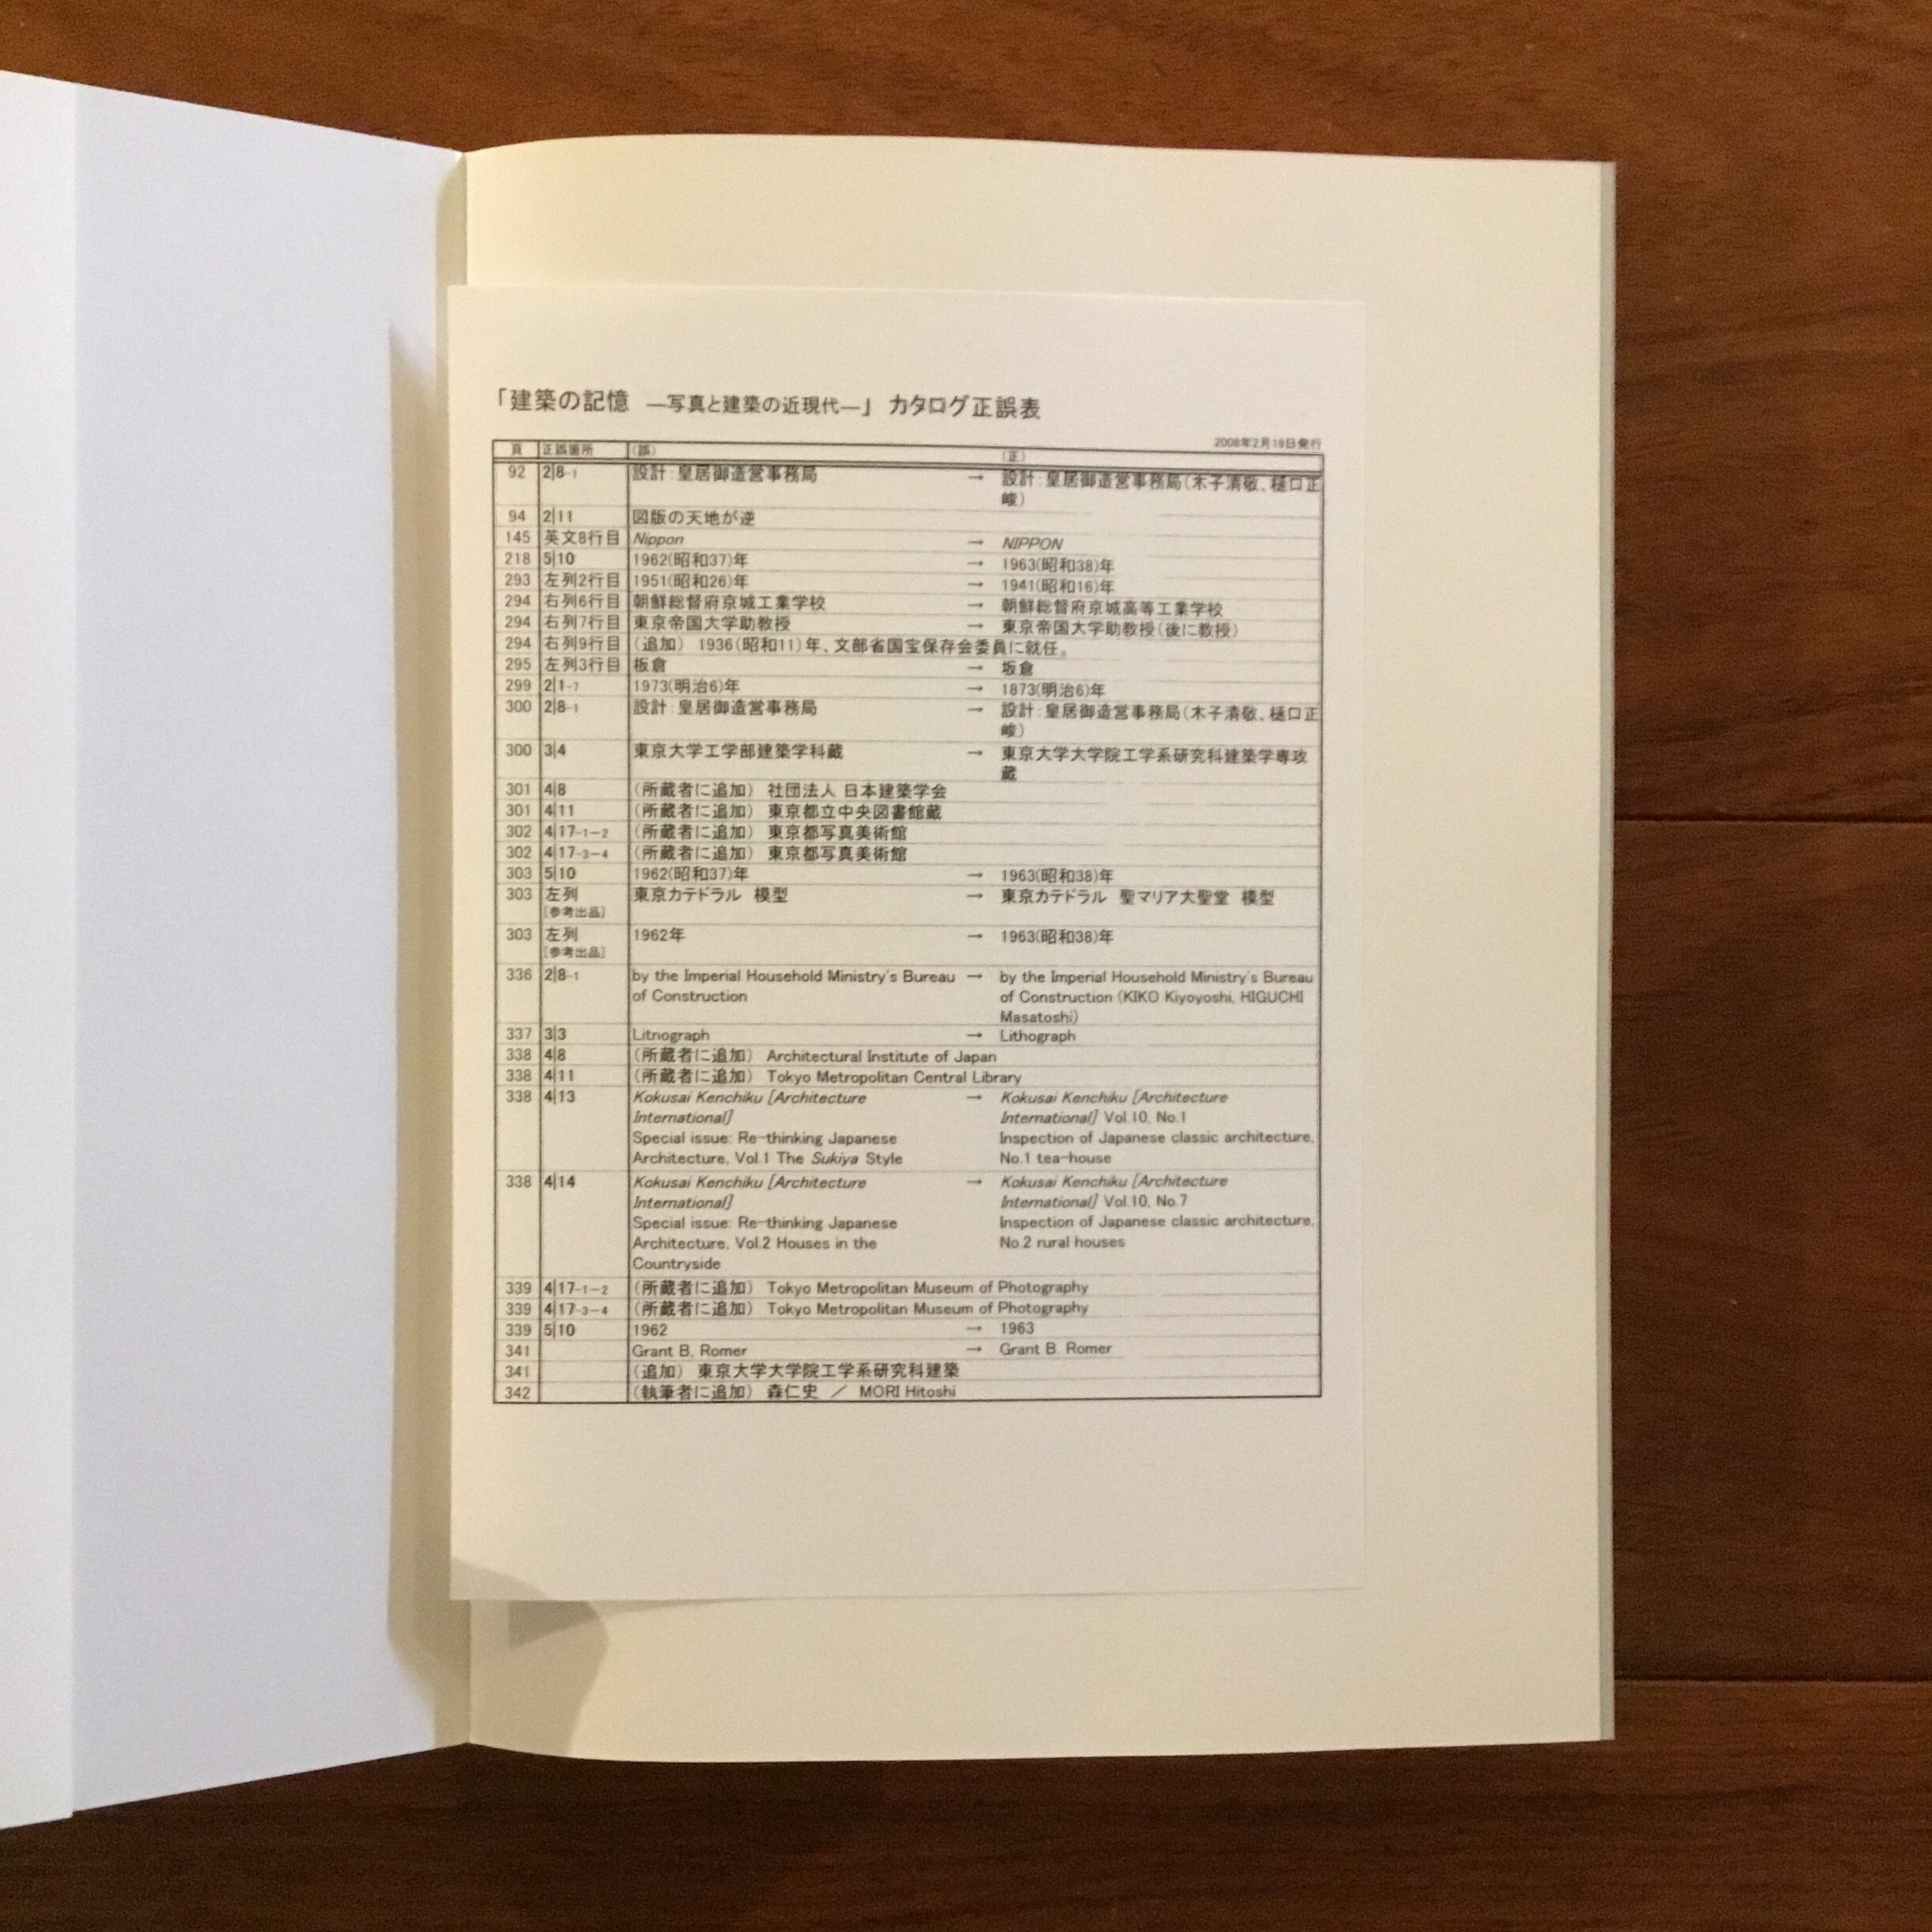 「建築の記憶 ―写真と建築の近現代―」 カタログ正誤表
2008年2月19日発行
頁 正誤箇所 (誤) (正)
92 2|8-1 設計:皇居御造営事務局 → 設計:皇居御造営事務局(木子清敬、樋口正
峻)
94 2|11 図版の天地が逆
145 英文8行目 Nippon → NIPPON
218 5|10 1962(昭和37)年 → 1963(昭和38)年
293 左列2行目 1951(昭和26)年 → 1941(昭和16)年
294 右列6行目 朝鮮総督府京城工業学校 → 朝鮮総督府京城高等工業学校
294 右列7行目 東京帝国大学助教授 → 東京帝国大学助教授(後に教授)
294 右列9行目 (追加) 1936(昭和11)年、文部省国宝保存会委員に就任。
295 左列3行目 板倉 → 坂倉
299 2|1-7 1973(明治6)年 → 1873(明治6)年
300 2|8-1 設計:皇居御造営事務局 → 設計:皇居御造営事務局(木子清敬、樋口正
峻)
300 3|4 東京大学工学部建築学科蔵 → 東京大学大学院工学系研究科建築学専攻
蔵
301 4|8 (所蔵者に追加) 社団法人 日本建築学会
301 4|11 (所蔵者に追加) 東京都立中央図書館蔵
302 4|17-1-2 (所蔵者に追加) 東京都写真美術館
302 4|17-3-4 (所蔵者に追加) 東京都写真美術館
303 5|10 1962(昭和37)年 → 1963(昭和38)年
303 左列 東京カテドラル 模型 → 東京カテドラル 聖マリア大聖堂 模型
[参考出品]
303 左列 1962年 → 1963(昭和38)年
[参考出品]
336 2|8-1 by the Imperial Household Ministry's Bureau → by the Imperial Household Ministry's Bureau
of Construction of Construction (KIKO Kiyoyoshi, HIGUCHI
Masatoshi)
337 3|3 Litnograph → Lithograph
338 4|8 (所蔵者に追加) Architectural Institute of Japan
338 4|11 (所蔵者に追加) Tokyo Metropolitan Central Library
338 4|13 Kokusai Kenchiku [Architecture → Kokusai Kenchiku [Architecture
International] International] Vol.10, No.1
Special issue: Re-thinking Japanese Inspection of Japanese classic architecture,
Architecture, Vol.1 The Sukiya Style No.1 tea-house
338 4|14 Kokusai Kenchiku [Architecture → Kokusai Kenchiku [Architecture
International] International] Vol.10, No.7
Special issue: Re-thinking Japanese Inspection of Japanese classic architecture,
Architecture, Vol.2 Houses in the No.2 rural houses
Countryside
339 4|17-1-2 (所蔵者に追加) Tokyo Metropolitan Museum of Photography
339 4|17-3-4 (所蔵者に追加) Tokyo Metropolitan Museum of Photography
339 5|10 1962 → 1963
341 Grant B, Romer → Grant B. Romer
341 (追加) 東京大学大学院工学系研究科建築
342 (執筆者に追加) 森仁史 / MORI Hitoshi